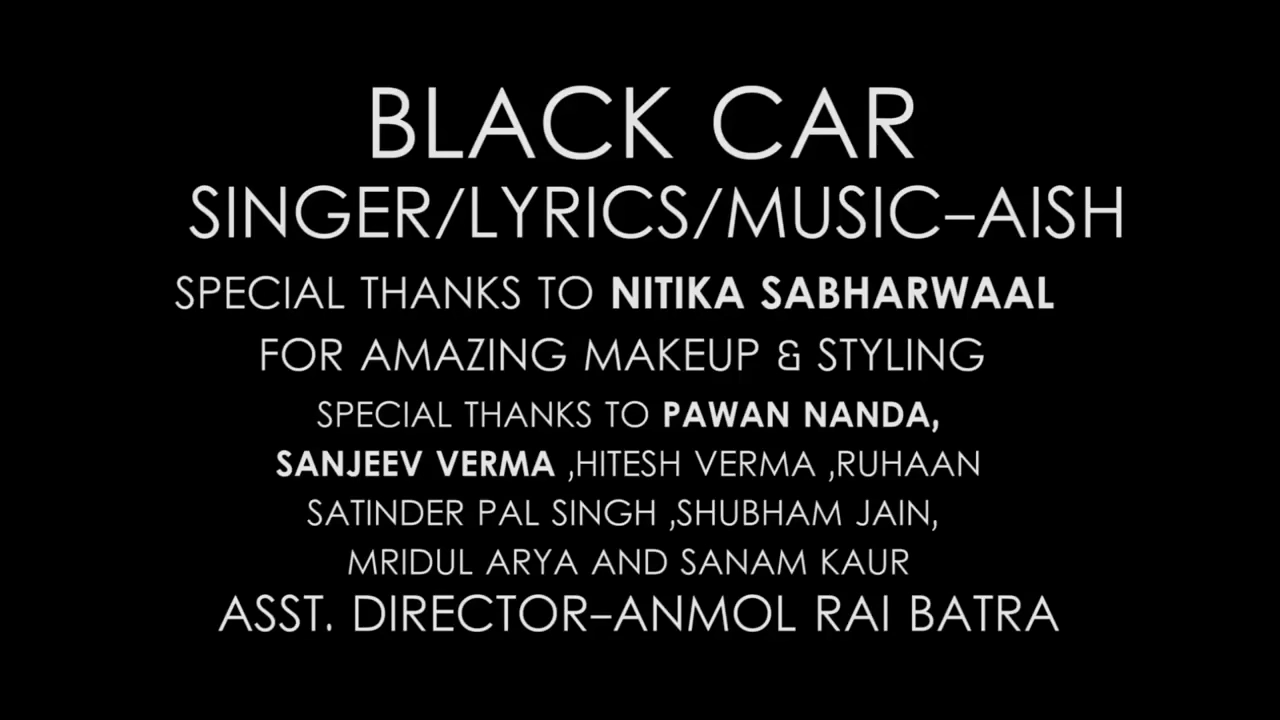 BLACK CAR
SINGER/LYRICS/MUSIC-AISH
SPECIAL THANKS TO NITIKA SABHARWAAL
FOR AMAZING MAKEUP & STYLING
SPECIAL THANKS TO PAWAN NANDA,
SANJEEV VERMA ,HITESH VERMA ,RUHAAN
SATINDER PAL SINGH ,SHUBHAM JAIN,
MRIDUL ARYA AND SANAM KAUR
ASST. DIRECTOR-ANMOL RAI BATRA